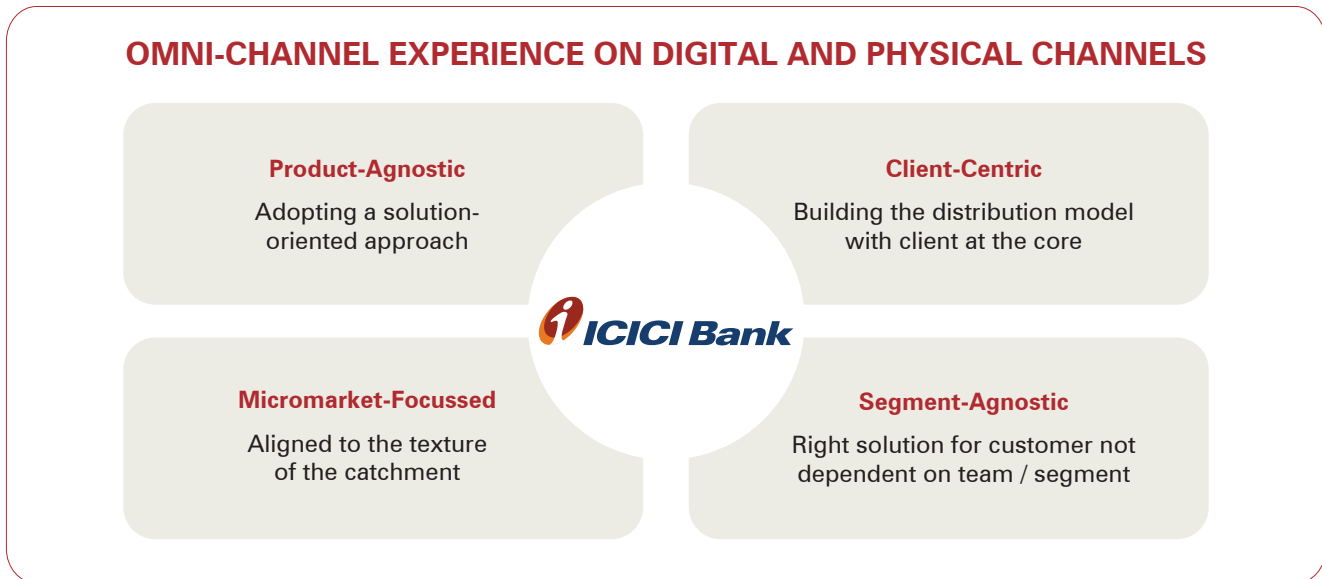 OMNI-CHANNEL EXPERIENCE ON DIGITAL AND PHYSICAL CHANNELS
Product-Agnostic
Adopting a solution-
oriented approach
Client-Centric
Building the distribution model
with client at the core
i ICICI Bank
Micromarket-Focussed
Aligned to the texture
of the catchment
Segment-Agnostic
Right solution for customer not
dependent on team / segment